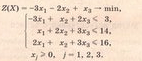 Z(X) = −3x₁ − 2x₂ + x₃ → min,
−3x₁ + x₂ + 2x₃ ⩽ 3,
x₁ + 2x₂ + 3x₃ ⩽ 14,
2x₁ + x₂ + 3x₃ ⩽ 16,
xⱼ ⩾ 0, j = 1, 2, 3.